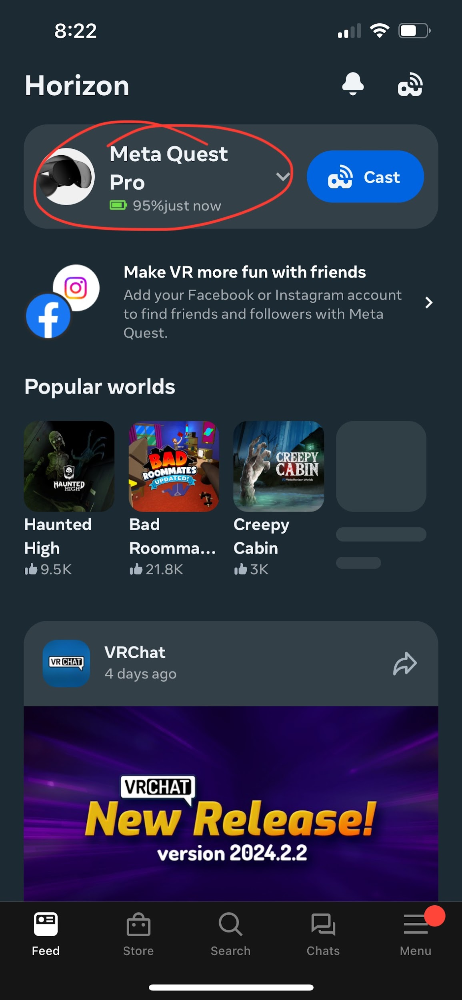 8:22
Horizon
Meta Quest
Pro
95%just now
Cast
Make VR more fun with friends
Add your Facebook or Instagram account
to find friends and followers with Meta
Quest.
Popular worlds
HAUNTED
HIGH
BAD
ROOMMATES
UPDATED!
CREEPY
CABIN
Meta Horizon Worlds
Haunted
High
9.5K
Bad
Roomma...
21.8K
Creepy
Cabin
3K
VRCHAT
VRChat
4 days ago
VRCHAT
New Release!
version 2024.2.2
Feed
Store
Search
Chats
Menu